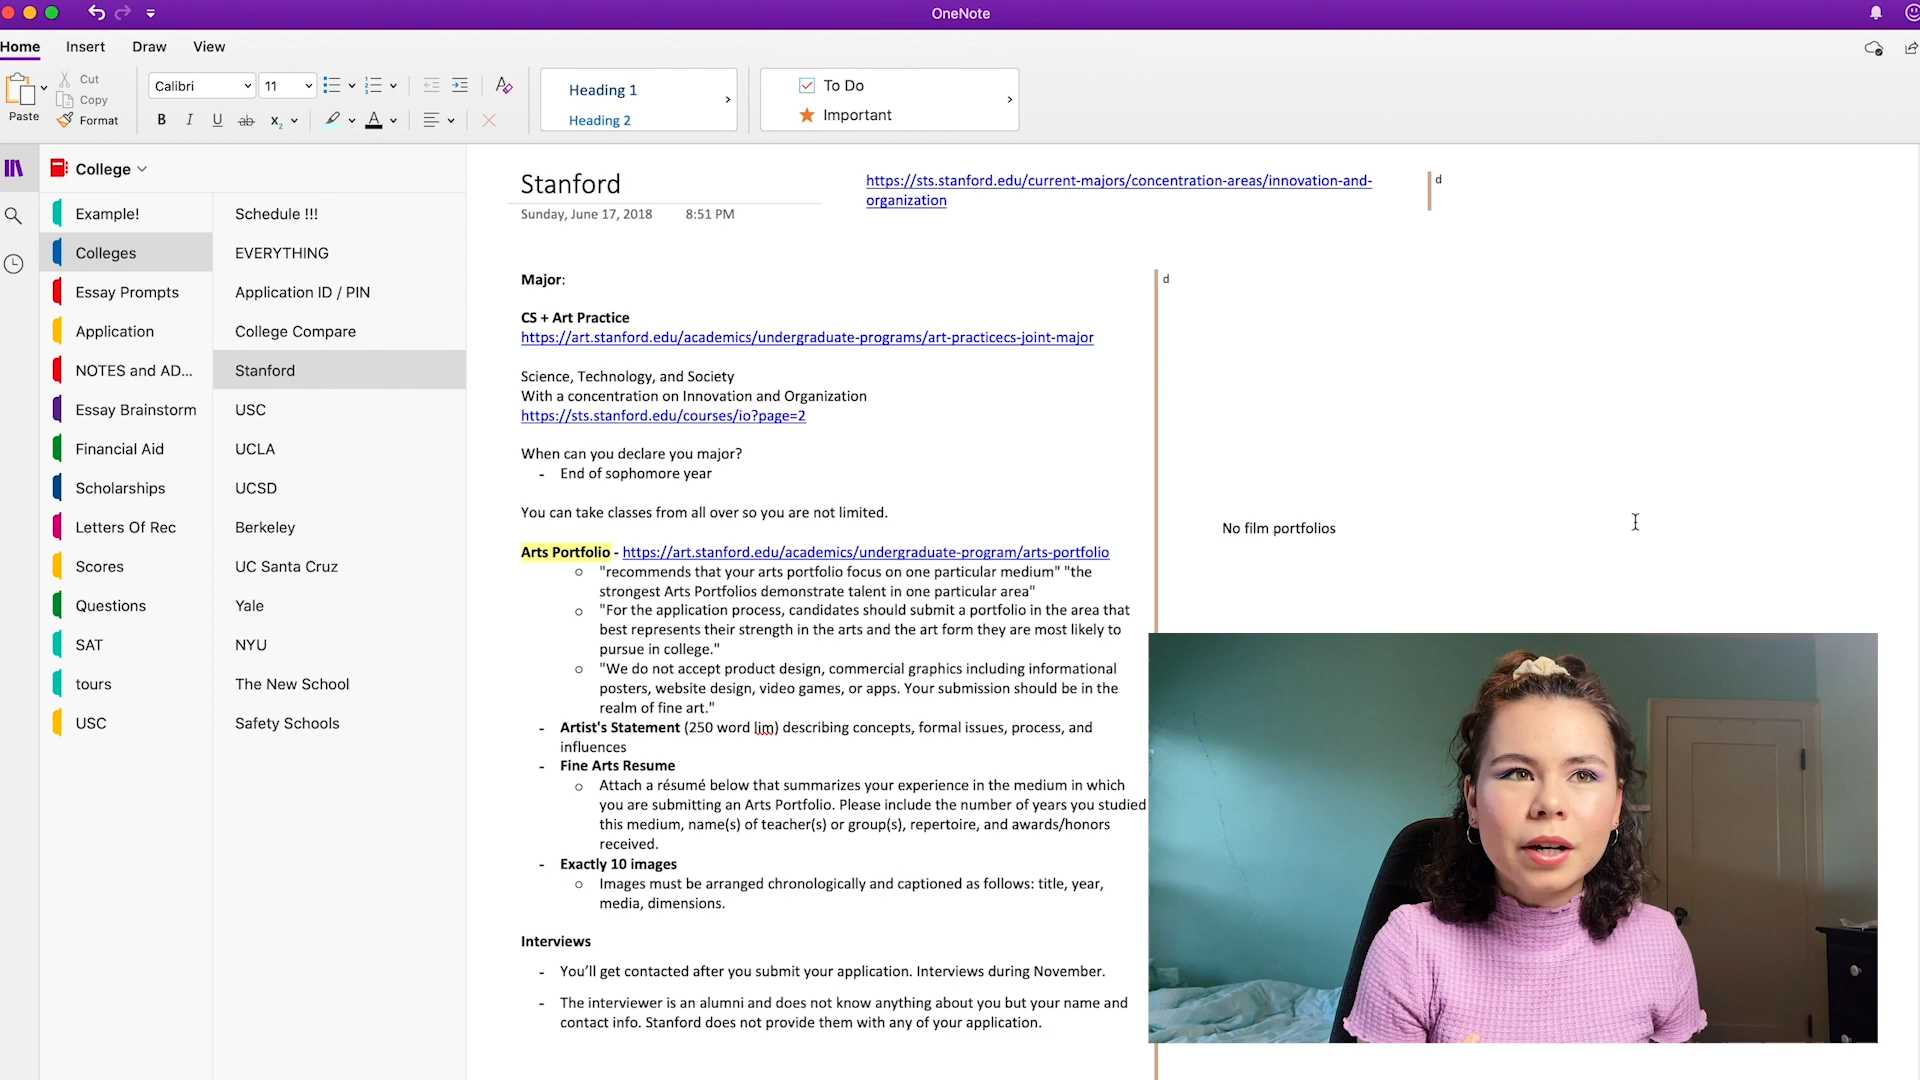 OneNote
Home Insert Draw View
Paste
Cut
Copy
Format
Calibri 11
B I U ab x₂ A
Heading 1
Heading 2
To Do
Important
College
Example!
Colleges
Essay Prompts
Application
NOTES and AD...
Essay Brainstorm
Financial Aid
Scholarships
Letters Of Rec
Scores
Questions
SAT
tours
USC
Schedule !!!
EVERYTHING
Application ID / PIN
College Compare
Stanford
USC
UCLA
UCSD
Berkeley
UC Santa Cruz
Yale
NYU
The New School
Safety Schools
Stanford
Sunday, June 17, 2018 8:51 PM
https://sts.stanford.edu/current-majors/concentration-areas/innovation-and-
organization
d
Major:
d
CS + Art Practice
https://art.stanford.edu/academics/undergraduate-programs/art-practicecs-joint-major
Science, Technology, and Society
With a concentration on Innovation and Organization
https://sts.stanford.edu/courses/io?page=2
When can you declare you major?
- End of sophomore year
You can take classes from all over so you are not limited.
No film portfolios
Arts Portfolio - https://art.stanford.edu/academics/undergraduate-program/arts-portfolio
o "recommends that your arts portfolio focus on one particular medium" "the
strongest Arts Portfolios demonstrate talent in one particular area"
o "For the application process, candidates should submit a portfolio in the area that
best represents their strength in the arts and the art form they are most likely to
pursue in college."
o "We do not accept product design, commercial graphics including informational
posters, website design, video games, or apps. Your submission should be in the
realm of fine art."
- Artist's Statement (250 word lim) describing concepts, formal issues, process, and
influences
- Fine Arts Resume
o Attach a résumé below that summarizes your experience in the medium in which
you are submitting an Arts Portfolio. Please include the number of years you studied
this medium, name(s) of teacher(s) or group(s), repertoire, and awards/honors
received.
- Exactly 10 images
o Images must be arranged chronologically and captioned as follows: title, year,
media, dimensions.
Interviews
- You'll get contacted after you submit your application. Interviews during November.
- The interviewer is an alumni and does not know anything about you but your name and
contact info. Stanford does not provide them with any of your application.